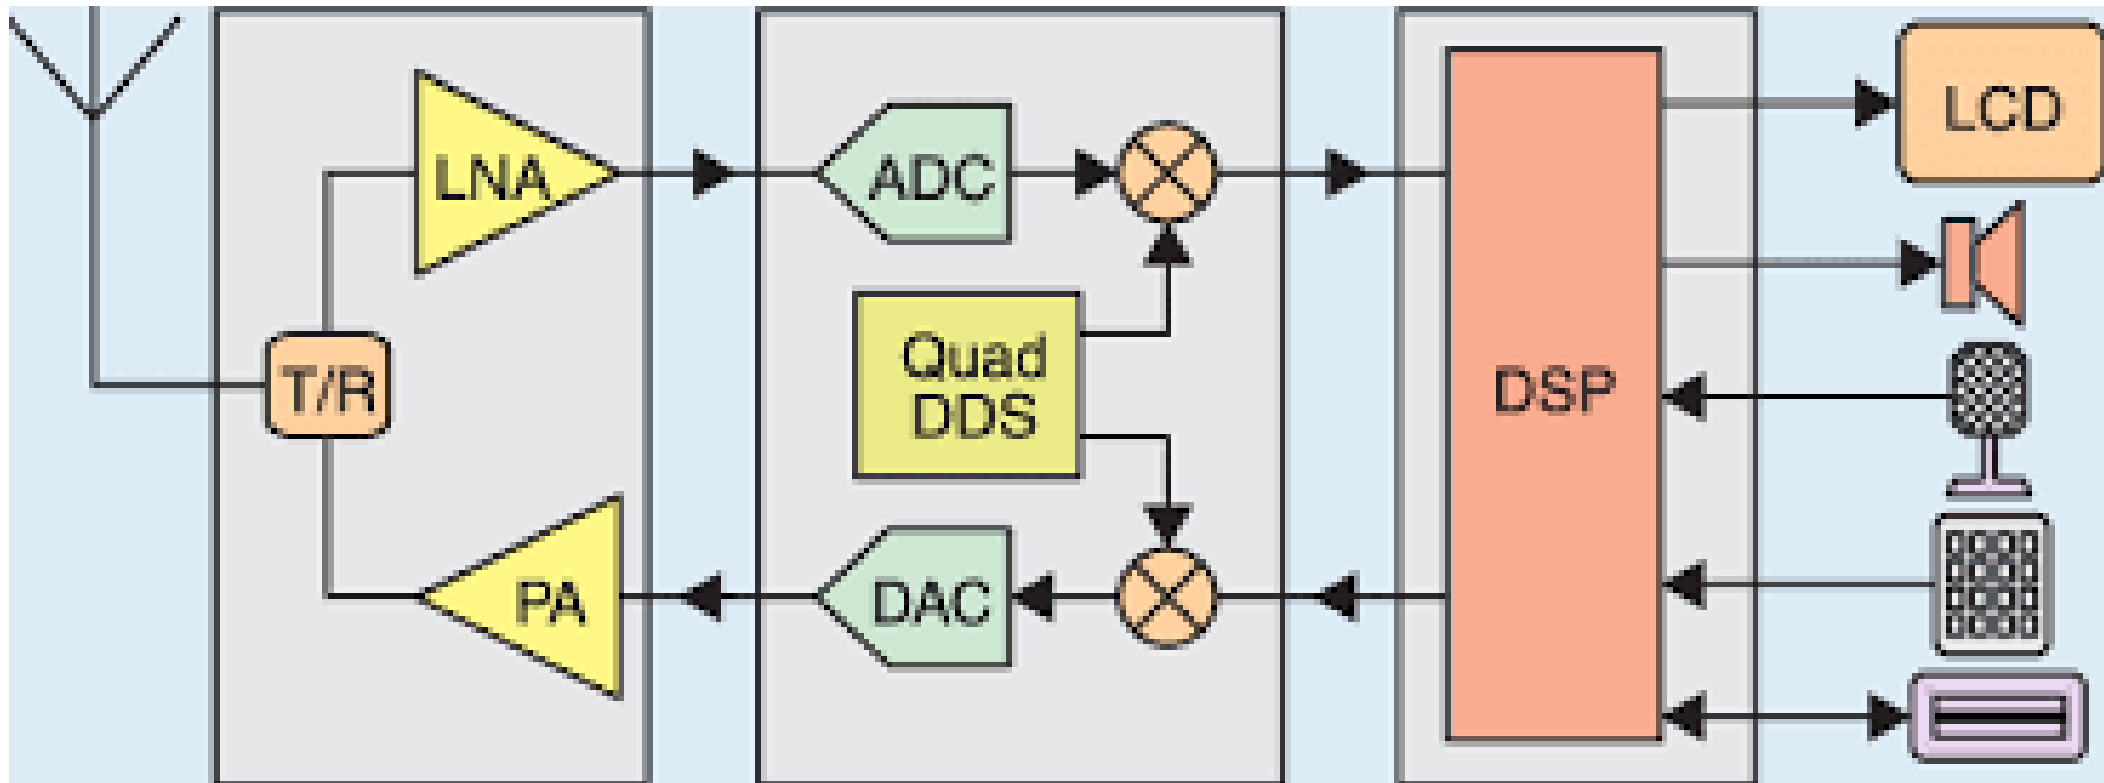 LNA
ADC
LCD
T/R
Quad
DDS
DSP
PA
DAC